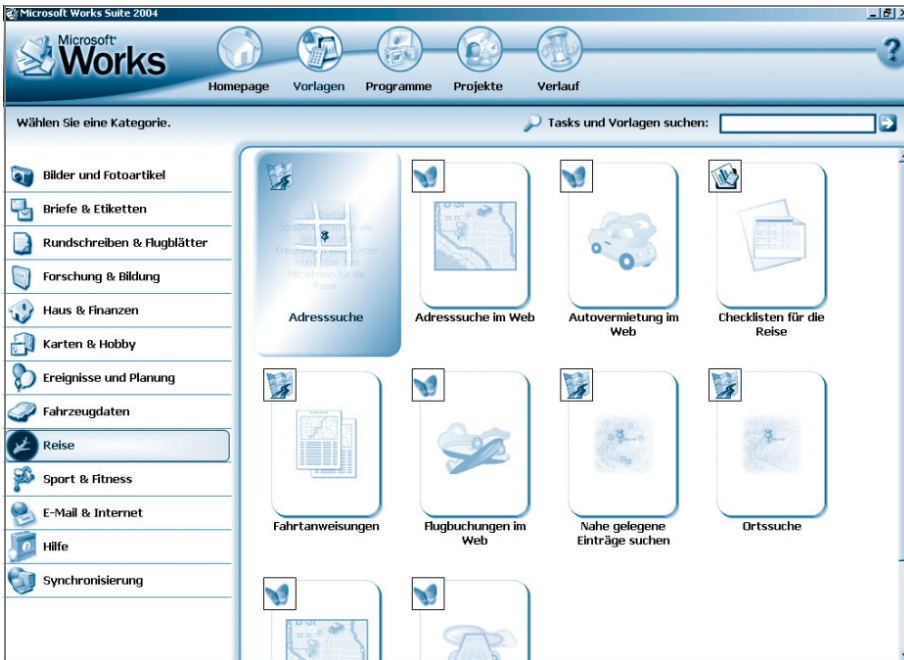 Microsoft Works Suite 2004
Microsoft
Works
Homepage Vorlagen Programme Projekte Verlauf
?
Wählen Sie eine Kategorie.
Tasks und Vorlagen suchen:
Bilder und Fotoartikel
Briefe & Etiketten
Rundschreiben & Flugblätter
Forschung & Bildung
Haus & Finanzen
Karten & Hobby
Ereignisse und Planung
Fahrzeugdaten
Reise
Sport & Fitness
E-Mail & Internet
Hilfe
Synchronisierung
Adresssuche
Adresssuche im Web
Autovermietung im
Web
Checklisten für die
Reise
Fahrtanweisungen
Flugbuchungen im
Web
Nahe gelegene
Einträge suchen
Ortssuche